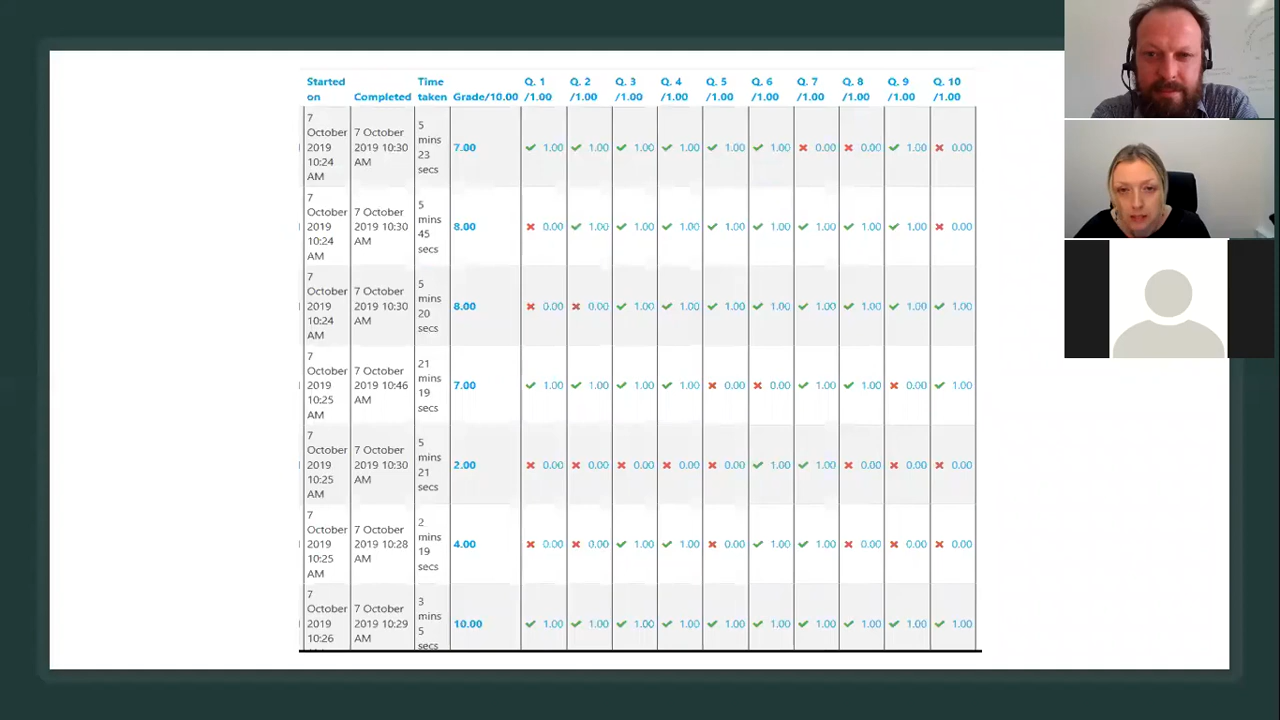 Started on Completed Time taken Grade/10.00 Q. 1 /1.00 Q. 2 /1.00 Q. 3 /1.00 Q. 4 /1.00 Q. 5 /1.00 Q. 6 /1.00 Q. 7 /1.00 Q. 8 /1.00 Q. 9 /1.00 Q. 10 /1.00
7 October 2019 10:24 AM 7 October 2019 10:30 AM 5 mins 23 secs 7.00 ✓ 1.00 ✓ 1.00 ✓ 1.00 ✓ 1.00 ✓ 1.00 ✓ 1.00 ✗ 0.00 ✗ 0.00 ✓ 1.00 ✗ 0.00
7 October 2019 10:24 AM 7 October 2019 10:30 AM 5 mins 45 secs 8.00 ✗ 0.00 ✓ 1.00 ✓ 1.00 ✓ 1.00 ✓ 1.00 ✓ 1.00 ✓ 1.00 ✓ 1.00 ✓ 1.00 ✗ 0.00
7 October 2019 10:24 AM 7 October 2019 10:30 AM 5 mins 20 secs 8.00 ✗ 0.00 ✗ 0.00 ✓ 1.00 ✓ 1.00 ✓ 1.00 ✓ 1.00 ✓ 1.00 ✓ 1.00 ✓ 1.00 ✓ 1.00
7 October 2019 10:25 AM 7 October 2019 10:46 AM 21 mins 19 secs 7.00 ✓ 1.00 ✓ 1.00 ✓ 1.00 ✓ 1.00 ✗ 0.00 ✗ 0.00 ✓ 1.00 ✓ 1.00 ✗ 0.00 ✓ 1.00
7 October 2019 10:25 AM 7 October 2019 10:30 AM 5 mins 21 secs 2.00 ✗ 0.00 ✗ 0.00 ✗ 0.00 ✗ 0.00 ✗ 0.00 ✓ 1.00 ✓ 1.00 ✗ 0.00 ✗ 0.00 ✗ 0.00
7 October 2019 10:25 AM 7 October 2019 10:28 AM 2 mins 19 secs 4.00 ✗ 0.00 ✗ 0.00 ✓ 1.00 ✓ 1.00 ✗ 0.00 ✓ 1.00 ✓ 1.00 ✗ 0.00 ✗ 0.00 ✗ 0.00
7 October 2019 10:26 7 October 2019 10:29 AM 3 mins 5 secs 10.00 ✓ 1.00 ✓ 1.00 ✓ 1.00 ✓ 1.00 ✓ 1.00 ✓ 1.00 ✓ 1.00 ✓ 1.00 ✓ 1.00 ✓ 1.00